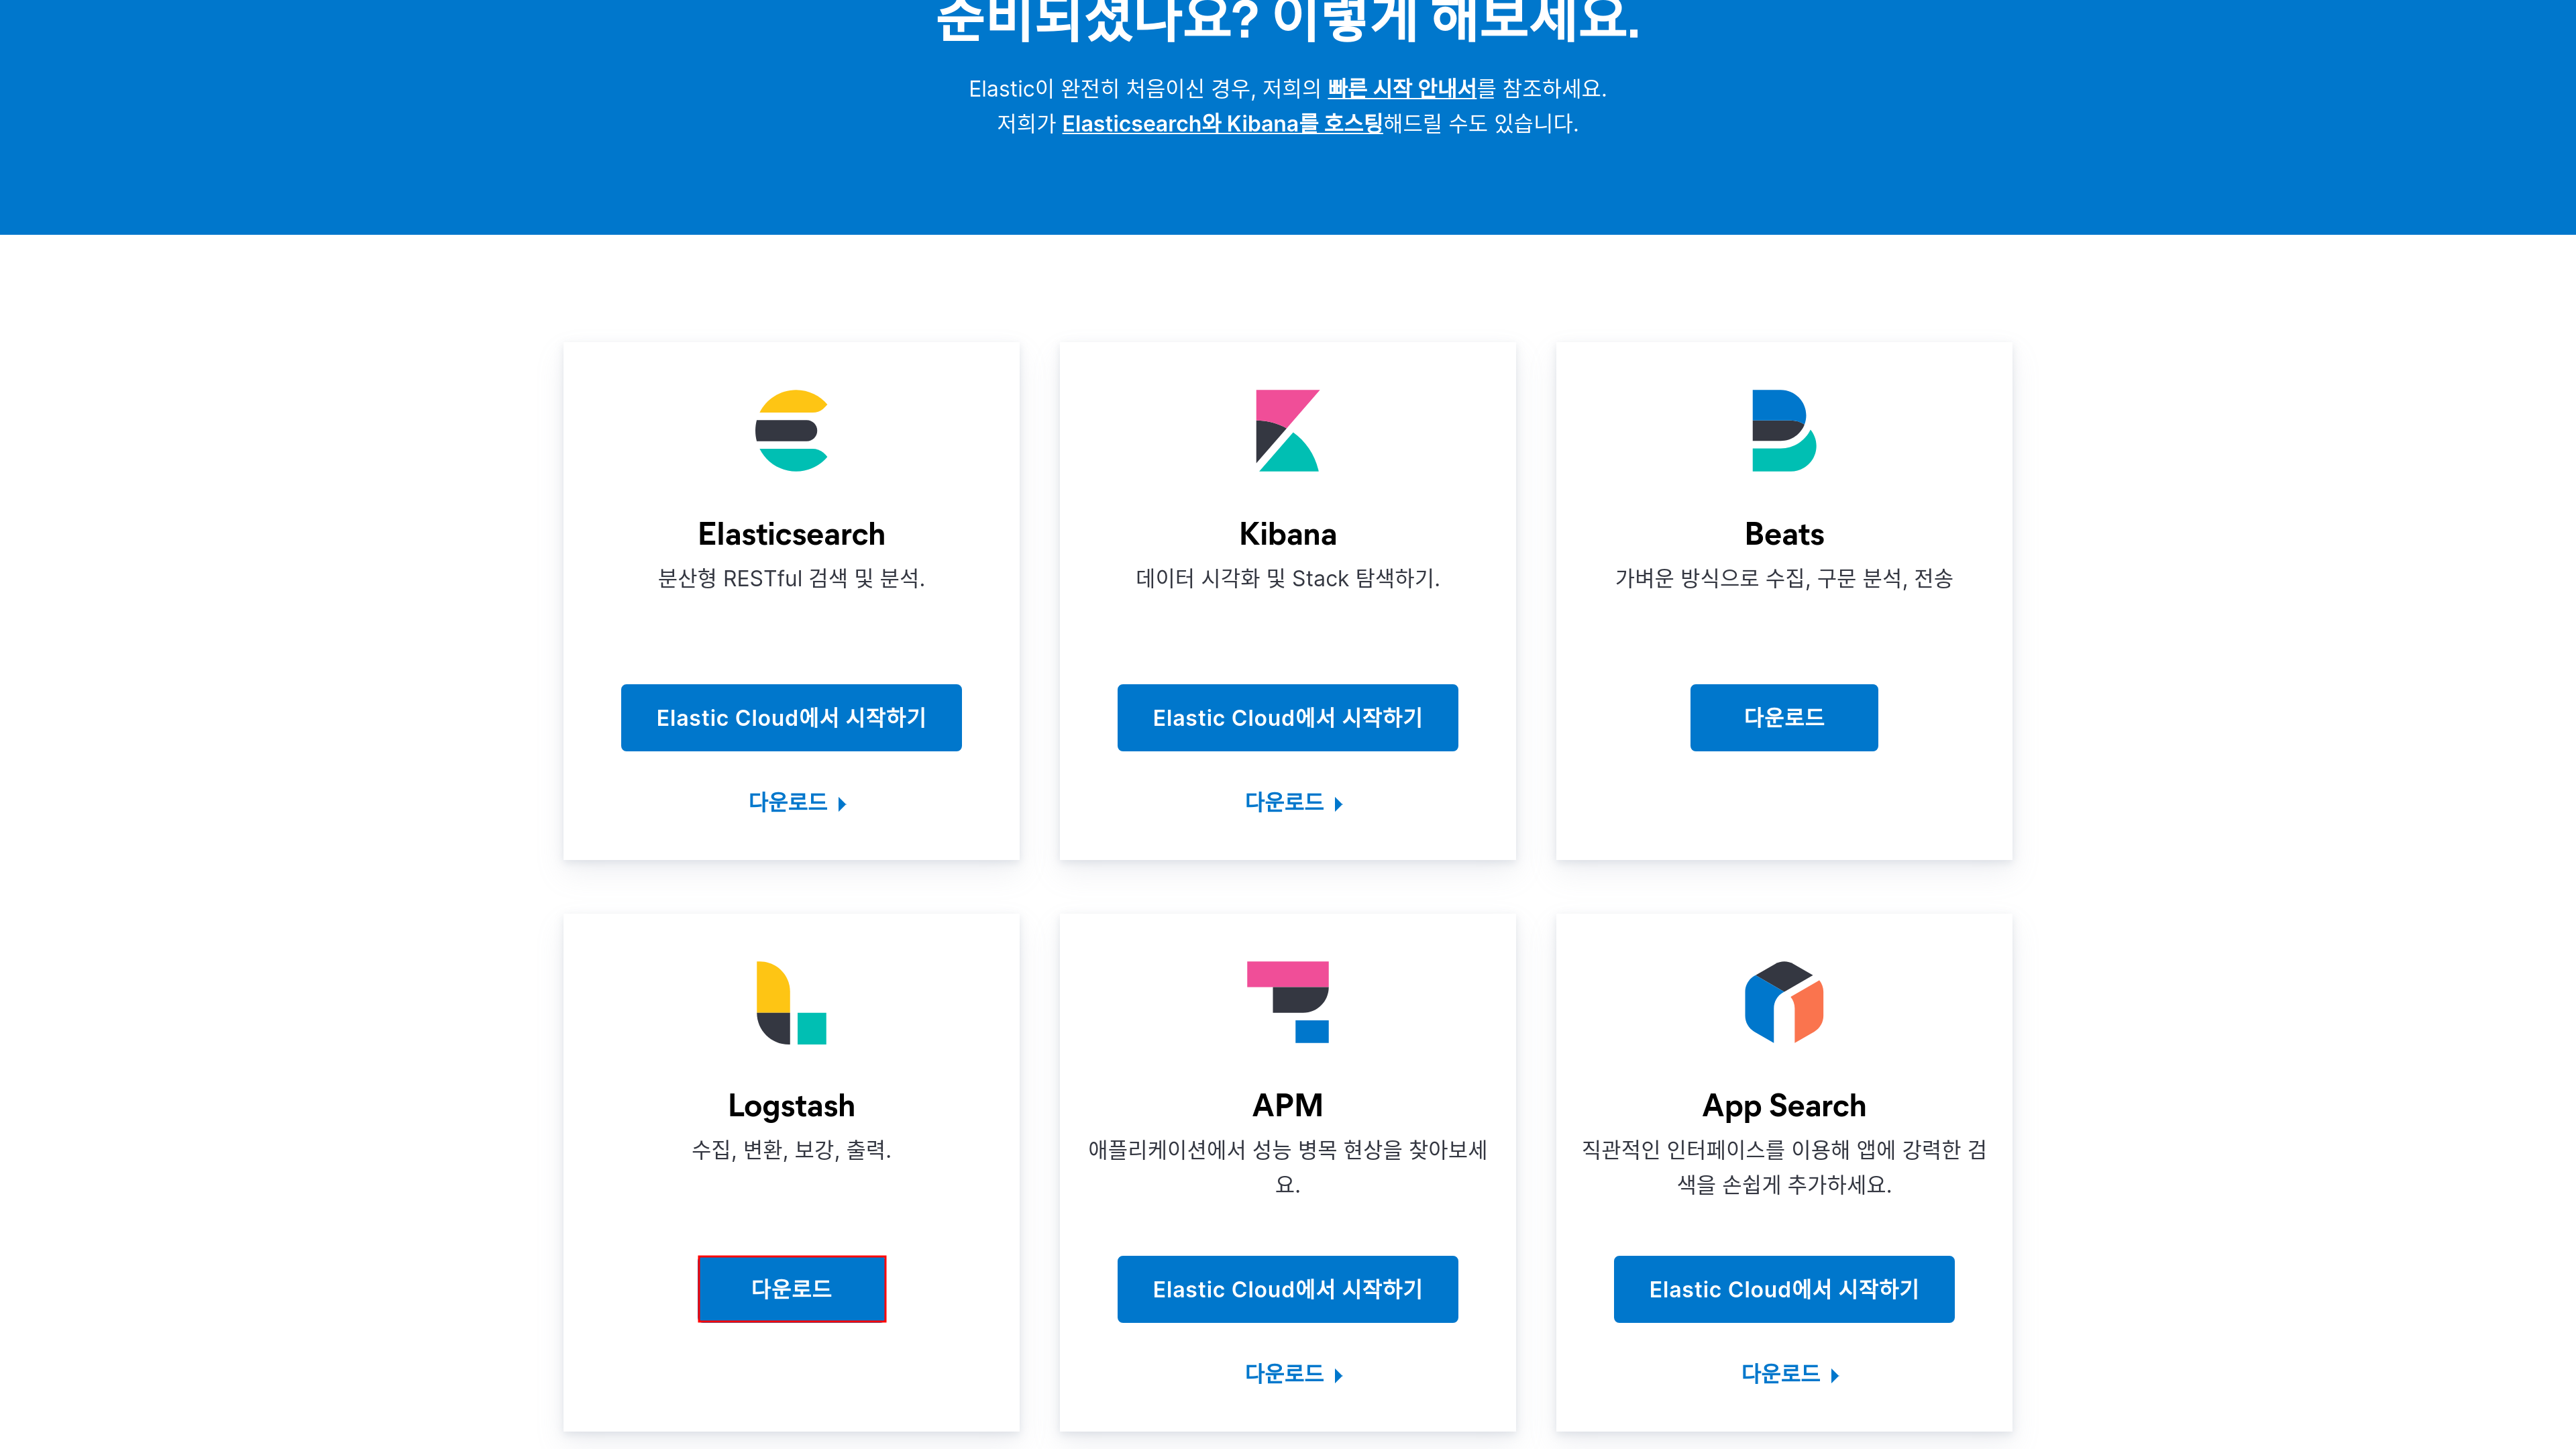 준비되셨나요? 이렇게 해보세요.
Elastic이 완전히 처음이신 경우, 저희의 빠른 시작 안내서를 참조하세요.
저희가 Elasticsearch와 Kibana를 호스팅해드릴 수도 있습니다.
Elasticsearch
분산형 RESTful 검색 및 분석.
Elastic Cloud에서 시작하기
다운로드
Kibana
데이터 시각화 및 Stack 탐색하기.
Elastic Cloud에서 시작하기
다운로드
Beats
가벼운 방식으로 수집, 구문 분석, 전송
다운로드
Logstash
수집, 변환, 보강, 출력.
다운로드
APM
애플리케이션에서 성능 병목 현상을 찾아보세
요.
Elastic Cloud에서 시작하기
다운로드
App Search
직관적인 인터페이스를 이용해 앱에 강력한 검
색을 손쉽게 추가하세요.
Elastic Cloud에서 시작하기
다운로드